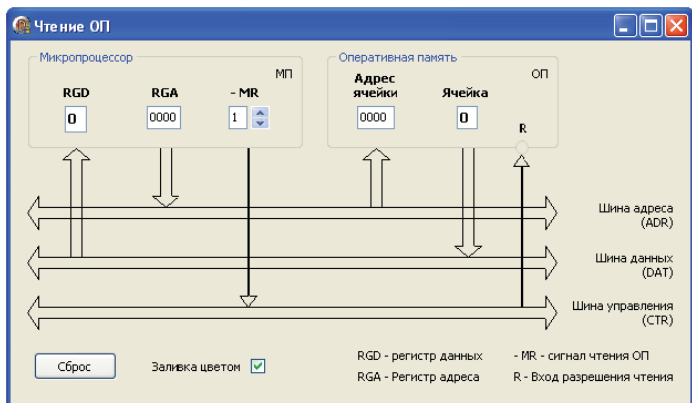 Чтение ОП
Микропроцессор
МП
RGD
RGA
- MR
0
0000
1
Оперативная память
ОП
Адрес
ячейки
Ячейка
0000
0
R
Шина адреса
(ADR)
Шина данных
(DAT)
Шина управления
(CTR)
Сброс
Заливка цветом
RGD - регистр данных
- MR - сигнал чтения ОП
RGA - Регистр адреса
R - Вход разрешения чтения